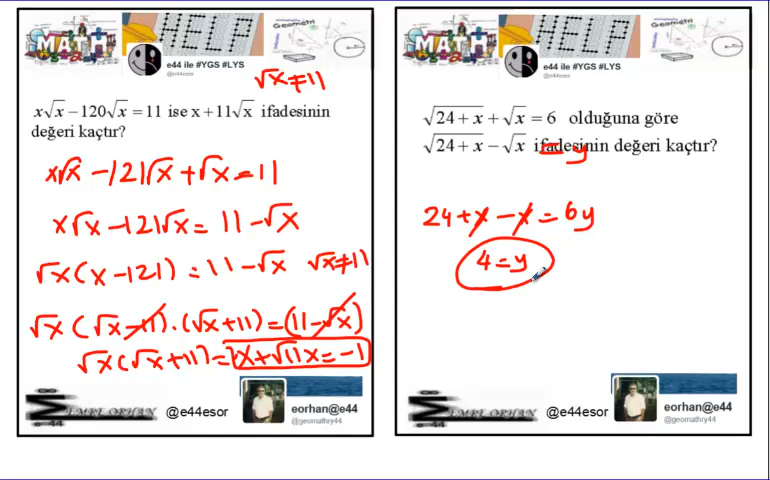 MATH
HELP
e44 ile #YGS #LYS
@e44esor
√x ≠ 11
x√x − 120√x = 11 ise x + 11√x ifadesinin
değeri kaçtır?
x√x − 121√x + √x = 11
x√x − 121√x = 11 − √x
√x(x − 121) = 11 − √x √x ≠ 11
√x(√x − 11)·(√x + 11) = (11 − √x)
√x(√x + 11) = x + √11x = −1
EMRE ORHAN
e-44
@e44esor
eorhan@e44
@geomathry44
Geometri
HELP
e44 ile #YGS #LYS
@e44esor
√24 + x + √x = 6 olduğuna göre
√24 + x − √x ifadesinin değeri kaçtır?
= y
24 + x − x = 6y
4 = y
EMRE ORHAN
e-44
@e44esor
eorhan@e44
@geomathry44